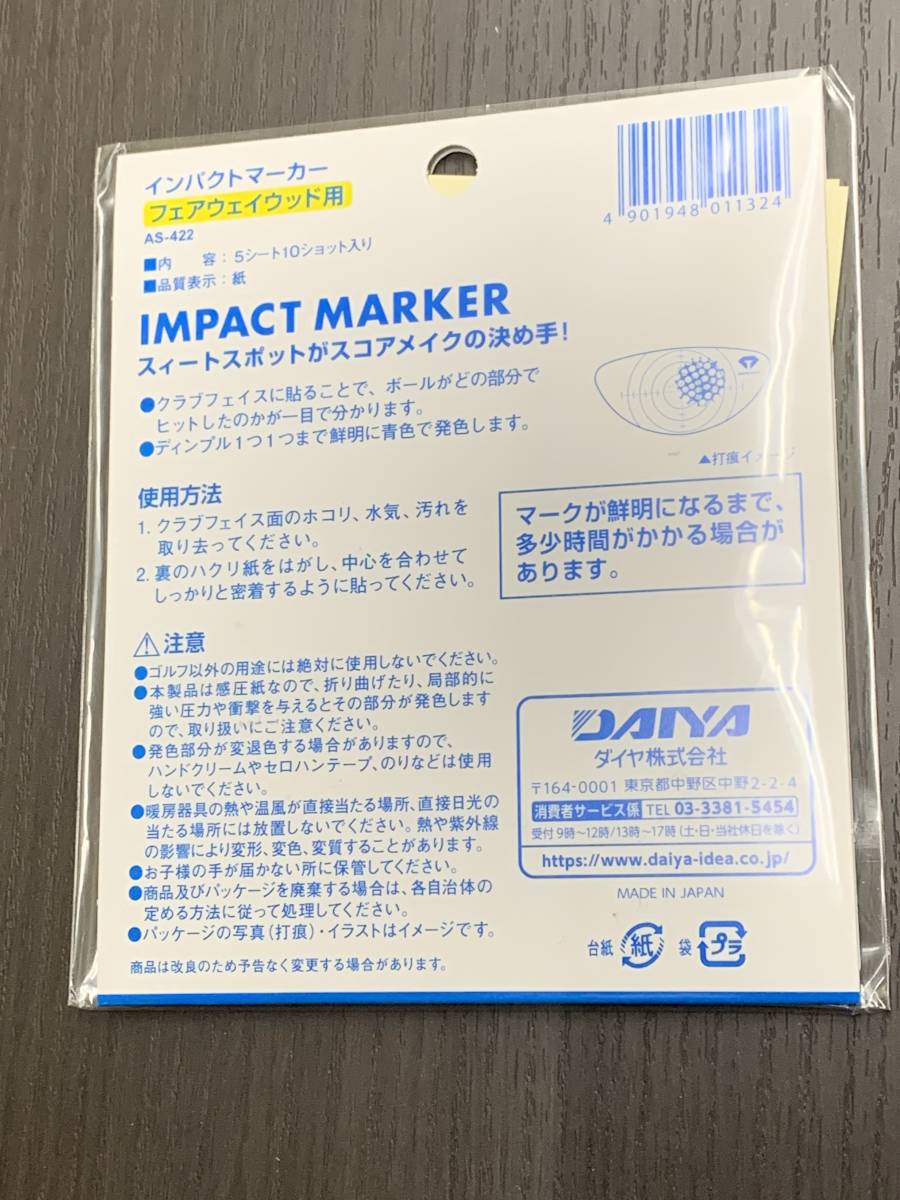 インパクトマーカー
フェアウェイウッド用
AS-422
■内　容：5シート10ショット入り
■品質表示：紙
4 901948 011324
IMPACT MARKER
スィートスポットがスコアメイクの決め手！
●クラブフェイスに貼ることで、ボールがどの部分で
ヒットしたのかが一目で分かります。
●ディンプル1つ1つまで鮮明に青色で発色します。
▲打痕イメージ
使用方法
1. クラブフェイス面のホコリ、水気、汚れを
取り去ってください。
2. 裏のハクリ紙をはがし、中心を合わせて
しっかりと密着するように貼ってください。
マークが鮮明になるまで、
多少時間がかかる場合が
あります。
⚠注意
●ゴルフ以外の用途には絶対に使用しないでください。
●本製品は感圧紙なので、折り曲げたり、局部的に
強い圧力や衝撃を与えるとその部分が発色します
ので、取り扱いにご注意ください。
●発色部分が変退色する場合がありますので、
ハンドクリームやセロハンテープ、のりなどは使用
しないでください。
●暖房器具の熱や温風が直接当たる場所、直接日光の
当たる場所には放置しないでください。熱や紫外線
の影響により変形、変色、変質することがあります。
●お子様の手が届かない所に保管してください。
●商品及びパッケージを廃棄する場合は、各自治体の
定める方法に従って処理してください。
●パッケージの写真(打痕)・イラストはイメージです。
商品は改良のため予告なく変更する場合があります。
DAIYA
ダイヤ株式会社
〒164-0001 東京都中野区中野2-2-4
消費者サービス係 TEL 03-3381-5454
受付 9時～12時/13時～17時(土・日・当社休日を除く)
https://www.daiya-idea.co.jp/
MADE IN JAPAN
台紙 紙 袋 プラ